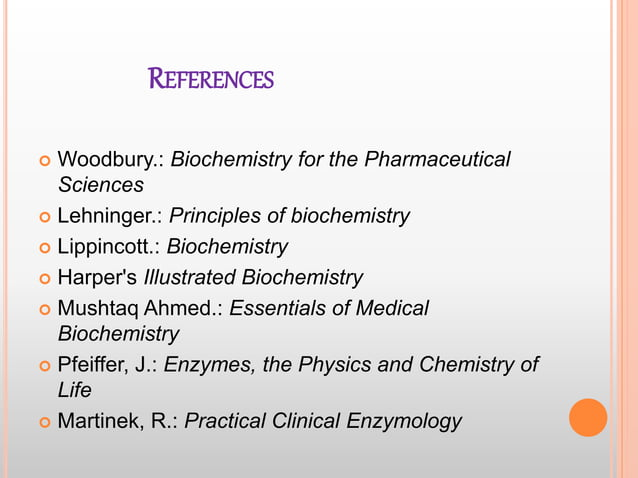 REFERENCES
Woodbury.: Biochemistry for the Pharmaceutical
Sciences
Lehninger.: Principles of biochemistry
Lippincott.: Biochemistry
Harper's Illustrated Biochemistry
Mushtaq Ahmed.: Essentials of Medical
Biochemistry
Pfeiffer, J.: Enzymes, the Physics and Chemistry of
Life
Martinek, R.: Practical Clinical Enzymology